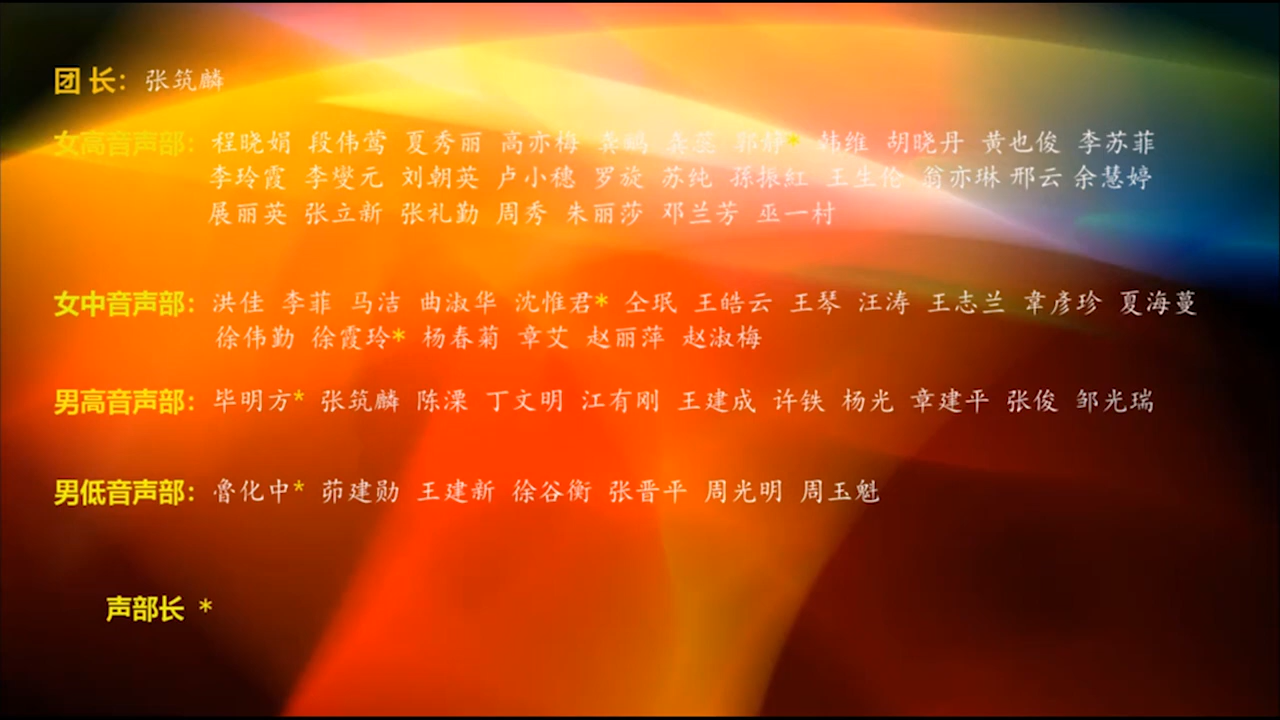 团 长： 张筑麟
女高音声部： 程晓娟 段伟莺 夏秀丽 高亦梅 龚鹂 龚蕊 郭婷* 韩维 胡晓丹 黄也俊 李苏菲
李玲霞 李燮元 刘朝英 卢小穗 罗旋 苏纯 孫振紅 王生伦 翁亦琳 邢云 余慧婷
展丽英 张立新 张礼勤 周秀 朱丽莎 邓兰芳 巫一村
女中音声部： 洪佳 李菲 马洁 曲淑华 沈惟君* 仝珉 王皓云 王琴 汪涛 王志兰 韋彦珍 夏海蔓
徐伟勤 徐霞玲* 杨春菊 章艾 赵丽萍 赵淑梅
男高音声部： 毕明方* 张筑麟 陈溧 丁文明 江有刚 王建成 许铁 杨光 章建平 张俊 邹光瑞
男低音声部： 魯化中* 茆建勋 王建新 徐谷衡 张晋平 周光明 周玉魁
声部长 *